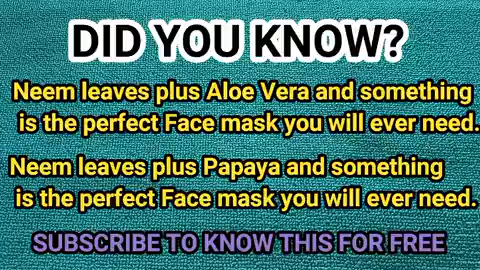 DID YOU KNOW?
Neem leaves plus Aloe Vera and something
is the perfect Face mask you will ever need.
Neem leaves plus Papaya and something
is the perfect Face mask you will ever need.
SUBSCRIBE TO KNOW THIS FOR FREE